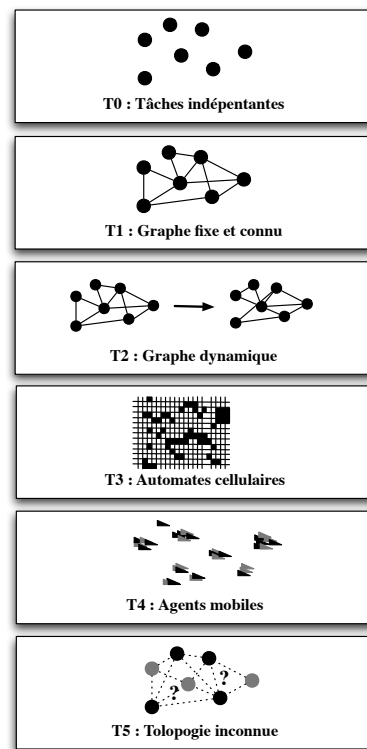 T0 : Tâches indépentantes
T1 : Graphe fixe et connu
T2 : Graphe dynamique
T3 : Automates cellulaires
T4 : Agents mobiles
?
?
T5 : Tolopogie inconnue